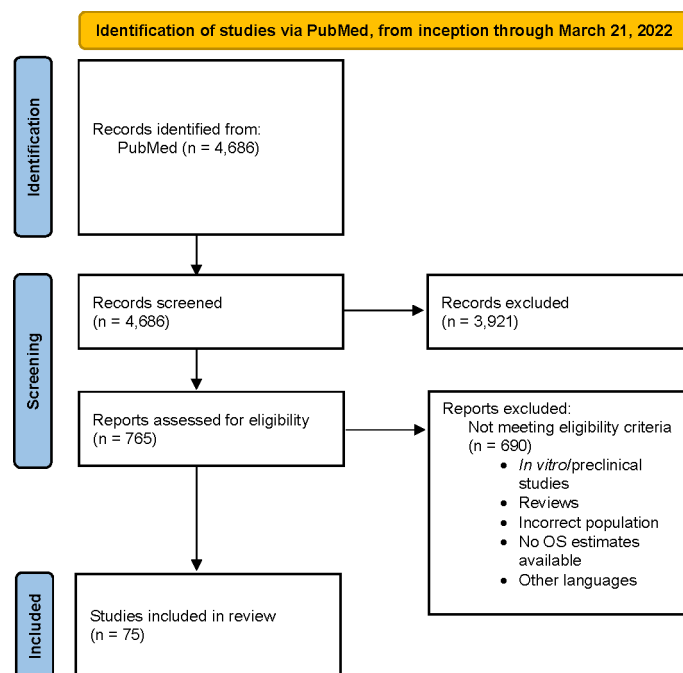 Identification of studies via PubMed, from inception through March 21, 2022
Identification
Records identified from:
PubMed (n = 4,686)
Screening
Records screened
(n = 4,686)
Records excluded
(n = 3,921)
Reports assessed for eligibility
(n = 765)
Reports excluded:
Not meeting eligibility criteria
(n = 690)
• In vitro/preclinical
studies
• Reviews
• Incorrect population
• No OS estimates
available
• Other languages
Included
Studies included in review
(n = 75)